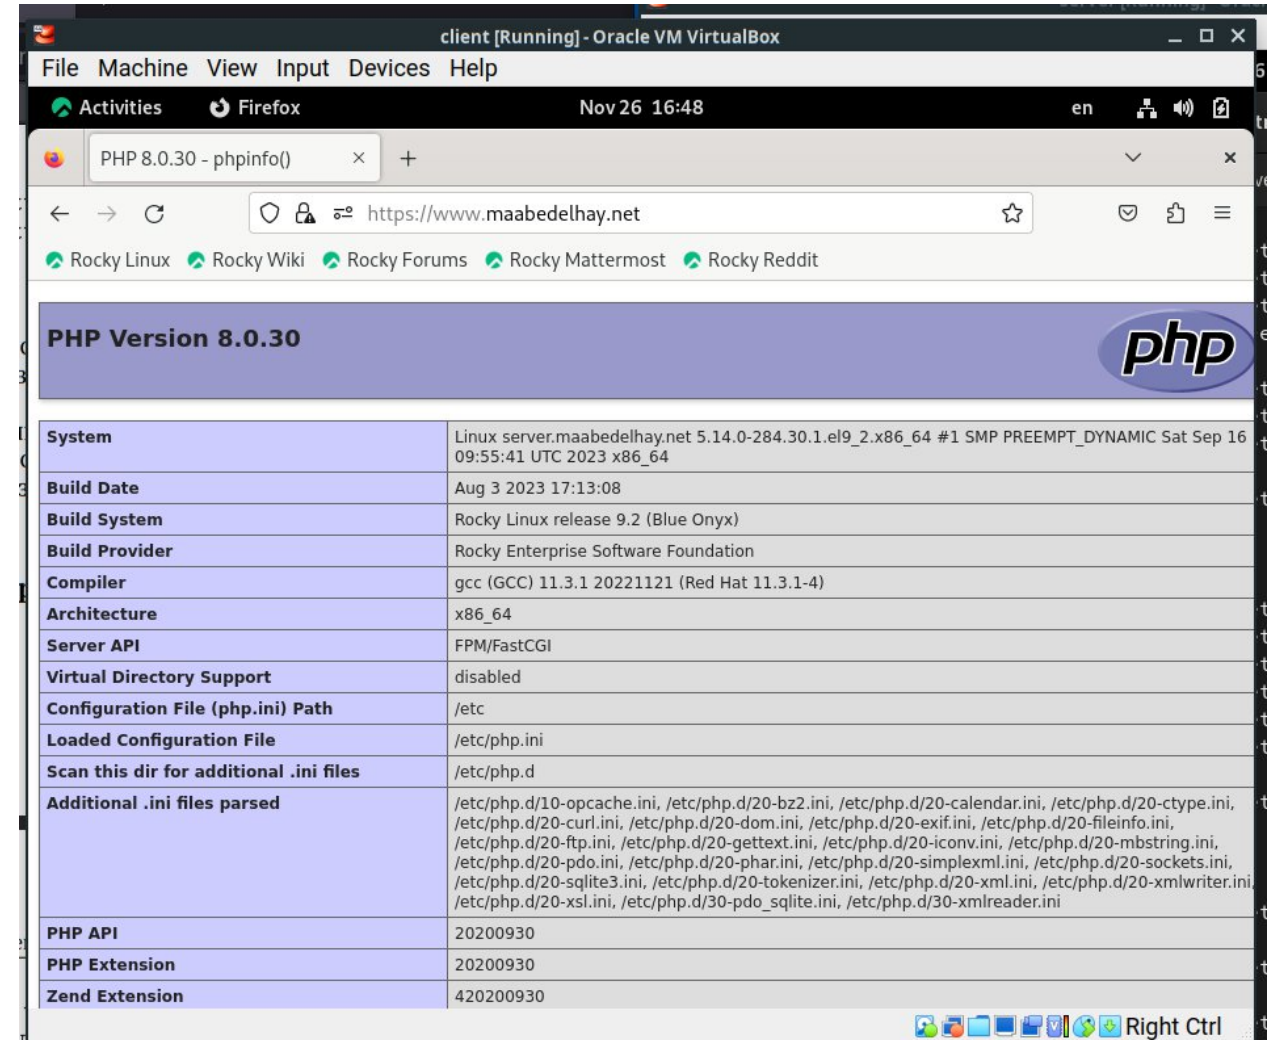 client [Running] - Oracle VM VirtualBox
File Machine View Input Devices Help
Activities Firefox Nov 26 16:48 en
PHP 8.0.30 - phpinfo()
https://www.maabedelhay.net
Rocky Linux Rocky Wiki Rocky Forums Rocky Mattermost Rocky Reddit
PHP Version 8.0.30
php
System Linux server.maabedelhay.net 5.14.0-284.30.1.el9_2.x86_64 #1 SMP PREEMPT_DYNAMIC Sat Sep 16
09:55:41 UTC 2023 x86_64
Build Date Aug 3 2023 17:13:08
Build System Rocky Linux release 9.2 (Blue Onyx)
Build Provider Rocky Enterprise Software Foundation
Compiler gcc (GCC) 11.3.1 20221121 (Red Hat 11.3.1-4)
Architecture x86_64
Server API FPM/FastCGI
Virtual Directory Support disabled
Configuration File (php.ini) Path /etc
Loaded Configuration File /etc/php.ini
Scan this dir for additional .ini files /etc/php.d
Additional .ini files parsed /etc/php.d/10-opcache.ini, /etc/php.d/20-bz2.ini, /etc/php.d/20-calendar.ini, /etc/php.d/20-ctype.ini,
/etc/php.d/20-curl.ini, /etc/php.d/20-dom.ini, /etc/php.d/20-exif.ini, /etc/php.d/20-fileinfo.ini,
/etc/php.d/20-ftp.ini, /etc/php.d/20-gettext.ini, /etc/php.d/20-iconv.ini, /etc/php.d/20-mbstring.ini,
/etc/php.d/20-pdo.ini, /etc/php.d/20-phar.ini, /etc/php.d/20-simplexml.ini, /etc/php.d/20-sockets.ini,
/etc/php.d/20-sqlite3.ini, /etc/php.d/20-tokenizer.ini, /etc/php.d/20-xml.ini, /etc/php.d/20-xmlwriter.ini,
/etc/php.d/20-xsl.ini, /etc/php.d/30-pdo_sqlite.ini, /etc/php.d/30-xmlreader.ini
PHP API 20200930
PHP Extension 20200930
Zend Extension 420200930
Right Ctrl